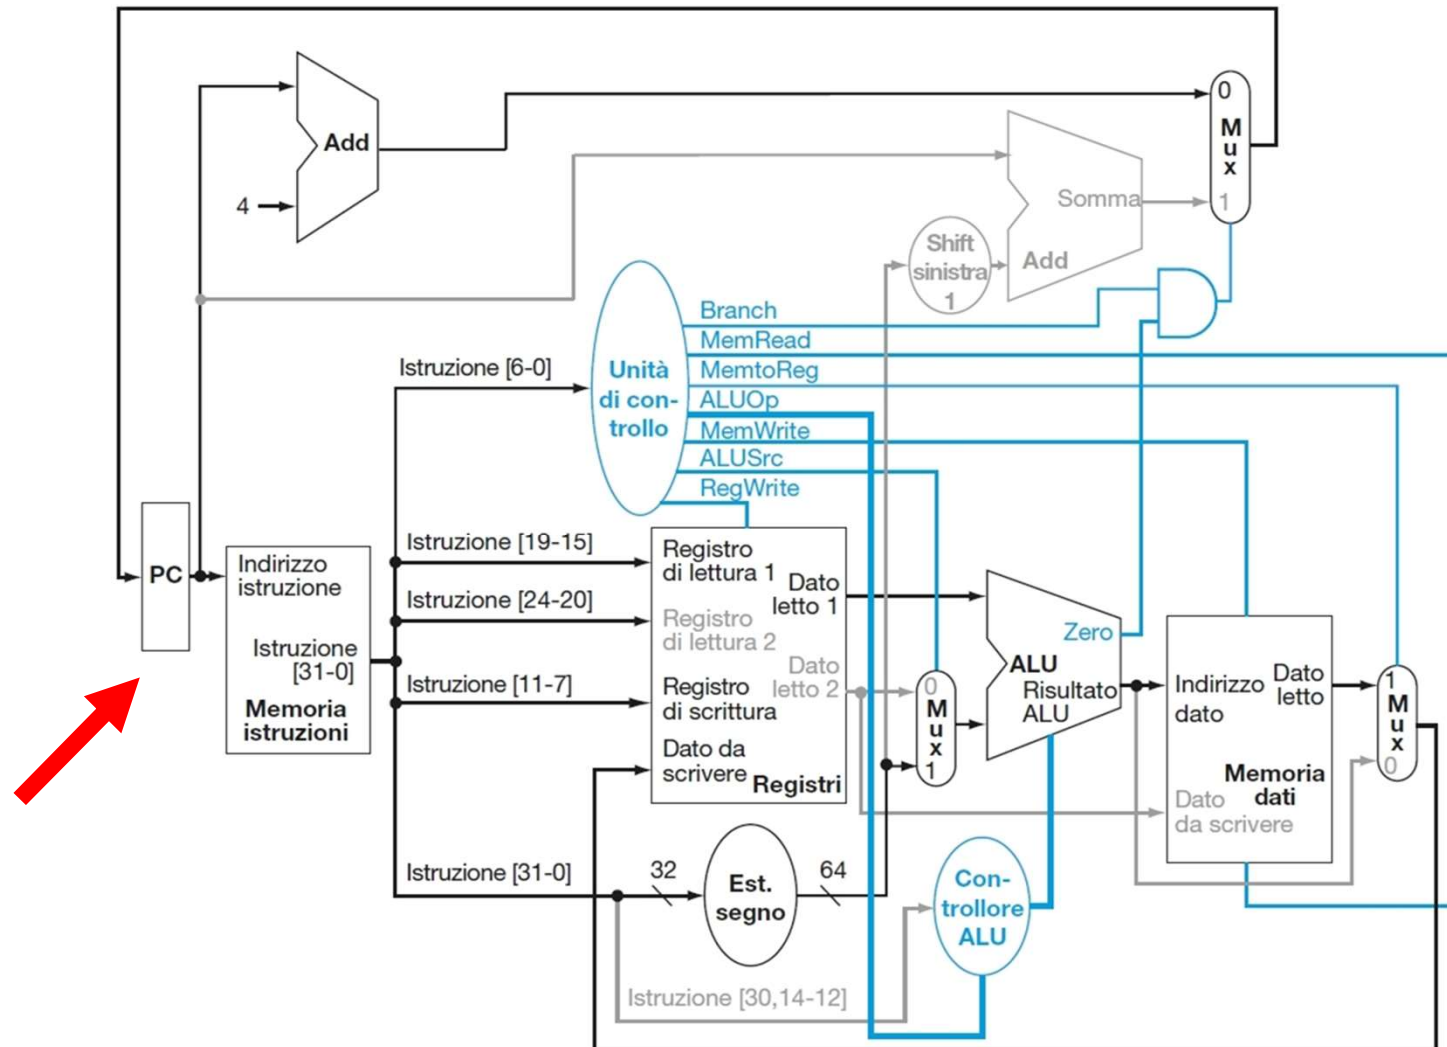 Add
4
0
Mux
1
Somma
Add
Shift
sinistra
1
Branch
MemRead
MemtoReg
ALUOp
MemWrite
ALUSrc
RegWrite
Unità
di con-
trollo
Istruzione [6-0]
PC
Indirizzo
istruzione
Istruzione
[31-0]
Memoria
istruzioni
Istruzione [19-15]
Istruzione [24-20]
Istruzione [11-7]
Istruzione [31-0]
Registro
di lettura 1
Registro
di lettura 2
Registro
di scrittura
Dato da
scrivere
Dato
letto 1
Dato
letto 2
Registri
0
Mux
1
Zero
ALU
Risultato
ALU
Indirizzo
dato
Dato
letto
Memoria
dati
Dato
da scrivere
1
Mux
0
32
Est.
segno
64
Con-
trollore
ALU
Istruzione [30,14-12]